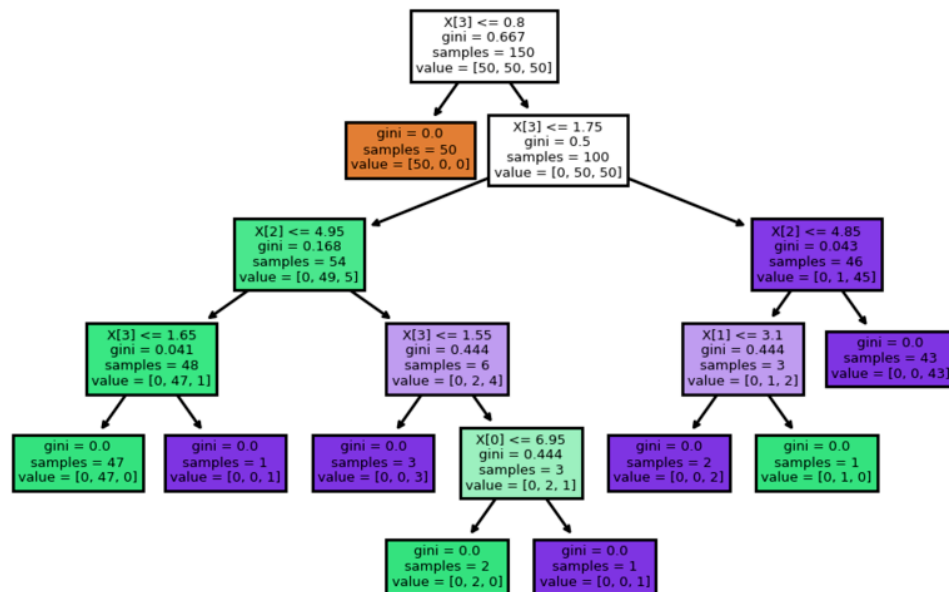 X[3] <= 0.8
gini = 0.667
samples = 150
value = [50, 50, 50]
gini = 0.0
samples = 50
value = [50, 0, 0]
X[3] <= 1.75
gini = 0.5
samples = 100
value = [0, 50, 50]
X[2] <= 4.95
gini = 0.168
samples = 54
value = [0, 49, 5]
X[2] <= 4.85
gini = 0.043
samples = 46
value = [0, 1, 45]
X[3] <= 1.65
gini = 0.041
samples = 48
value = [0, 47, 1]
X[3] <= 1.55
gini = 0.444
samples = 6
value = [0, 2, 4]
X[1] <= 3.1
gini = 0.444
samples = 3
value = [0, 1, 2]
gini = 0.0
samples = 43
value = [0, 0, 43]
gini = 0.0
samples = 47
value = [0, 47, 0]
gini = 0.0
samples = 1
value = [0, 0, 1]
gini = 0.0
samples = 3
value = [0, 0, 3]
X[0] <= 6.95
gini = 0.444
samples = 3
value = [0, 2, 1]
gini = 0.0
samples = 2
value = [0, 0, 2]
gini = 0.0
samples = 1
value = [0, 1, 0]
gini = 0.0
samples = 2
value = [0, 2, 0]
gini = 0.0
samples = 1
value = [0, 0, 1]